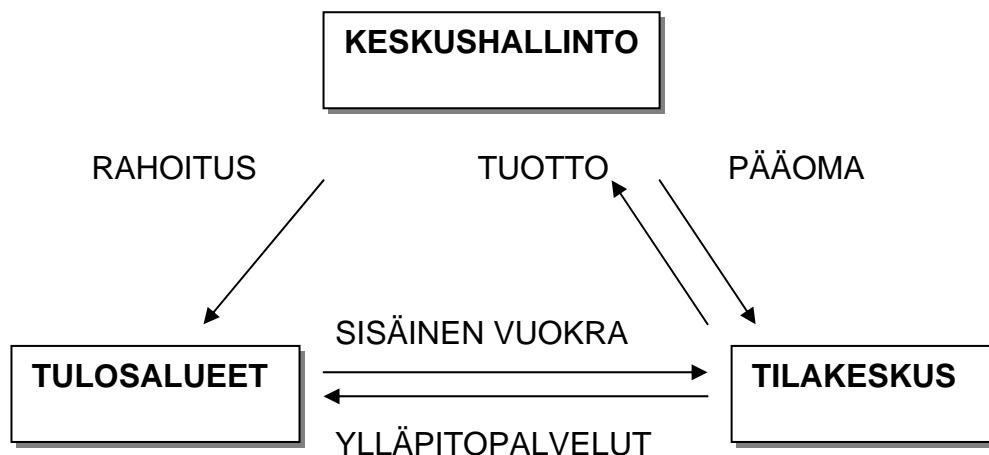 KESKUSHALLINTO
RAHOITUS
TUOTTO
PÄÄOMA
SISÄINEN VUOKRA
TULOSALUEET
TILAKESKUS
YLLÄPITOPALVELUT